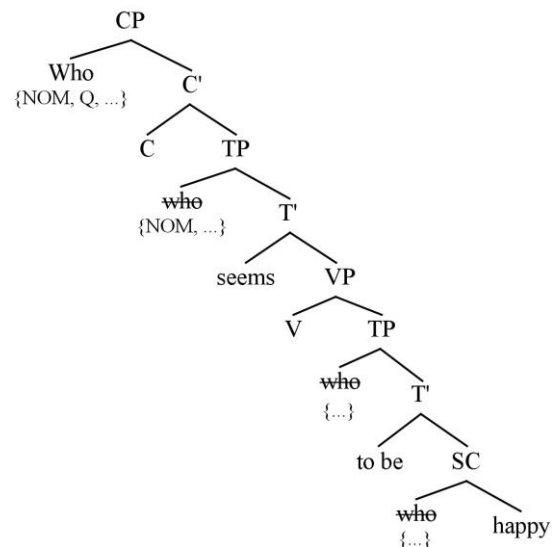 CP
Who
{NOM, Q, ...}
C'
C
TP
who
{NOM, ...}
T'
seems
VP
V
TP
who
{...}
T'
to be
SC
who
{...}
happy